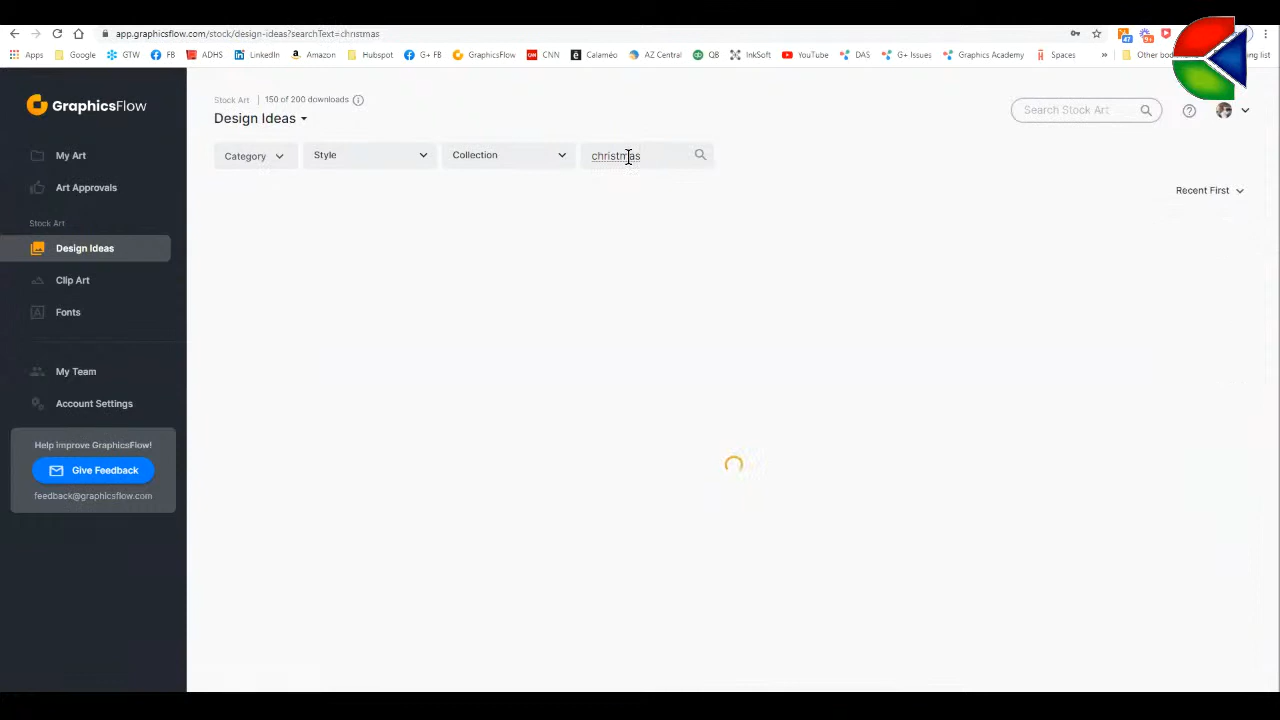 app.graphicsflow.com/stock/design-ideas?searchText=christmas
Apps Google GTW FB ADHS LinkedIn Amazon Hubspot G+ FB GraphicsFlow CNN Calaméo AZ Central QB InkSoft YouTube DAS G+ Issues Graphics Academy Spaces » Other bo
GraphicsFlow
Stock Art | 150 of 200 downloads
Design Ideas
Search Stock Art
Category Style Collection christmas
Recent First
My Art
Art Approvals
Stock Art
Design Ideas
Clip Art
Fonts
My Team
Account Settings
Help improve GraphicsFlow!
Give Feedback
feedback@graphicsflow.com